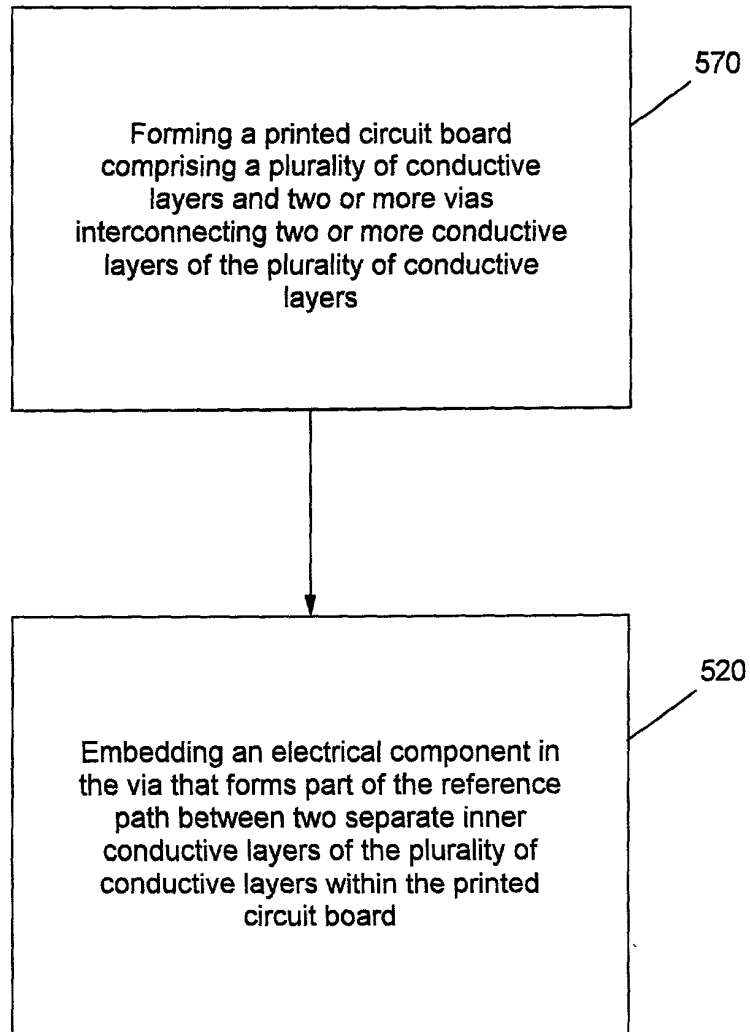 570
Forming a printed circuit board
comprising a plurality of conductive
layers and two or more vias
interconnecting two or more conductive
layers of the plurality of conductive
layers
520
Embedding an electrical component in
the via that forms part of the reference
path between two separate inner
conductive layers of the plurality of
conductive layers within the printed
circuit board